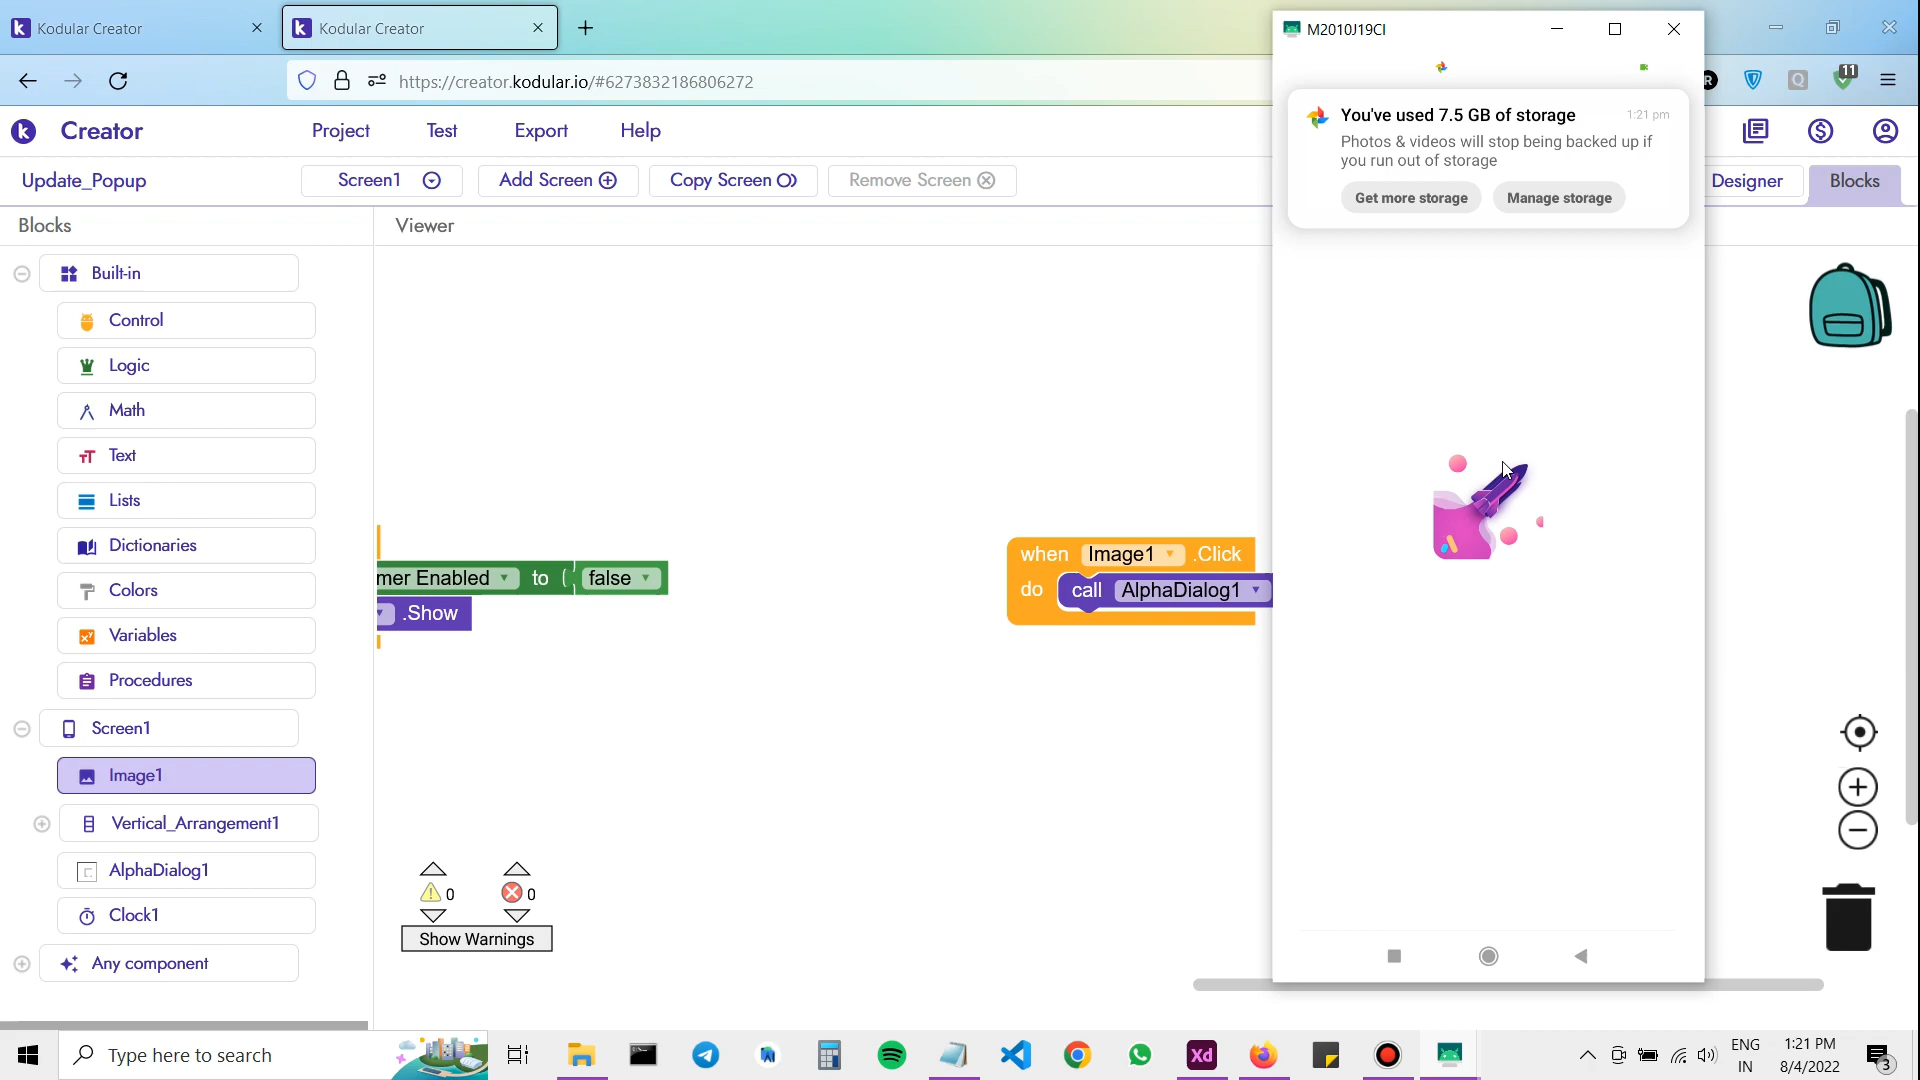 Kodular Creator
Kodular Creator
M2010J19CI
https://creator.kodular.io/#6273832186806272
11
Creator
Project
Test
Export
Help
You've used 7.5 GB of storage
1:21 pm
Photos & videos will stop being backed up if
you run out of storage
Get more storage
Manage storage
Update_Popup
Screen1
Add Screen
Copy Screen
Remove Screen
Designer
Blocks
Blocks
Viewer
Built-in
Control
Logic
Math
Text
Lists
Dictionaries
Colors
Variables
Procedures
Screen1
Image1
Vertical_Arrangement1
AlphaDialog1
Clock1
Any component
mer Enabled to false
.Show
when Image1 .Click
do call AlphaDialog1
0
0
Show Warnings
Type here to search
Xd
ENG
IN
1:21 PM
8/4/2022
3